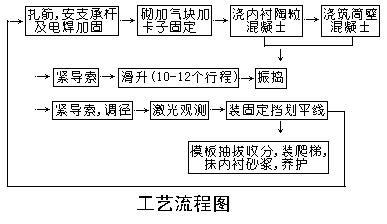 扎筋，安支承杆
及电焊加固
砌加气块加
卡子固定
浇内衬陶粒
混凝土
浇筑筒壁
混凝土
紧导索
滑升(10-12个行程)
振捣
紧导索，调径
激光观测
装固定挡划平线
模板抽拔收分，装爬梯，
抹内衬砂浆，养护
工艺流程图